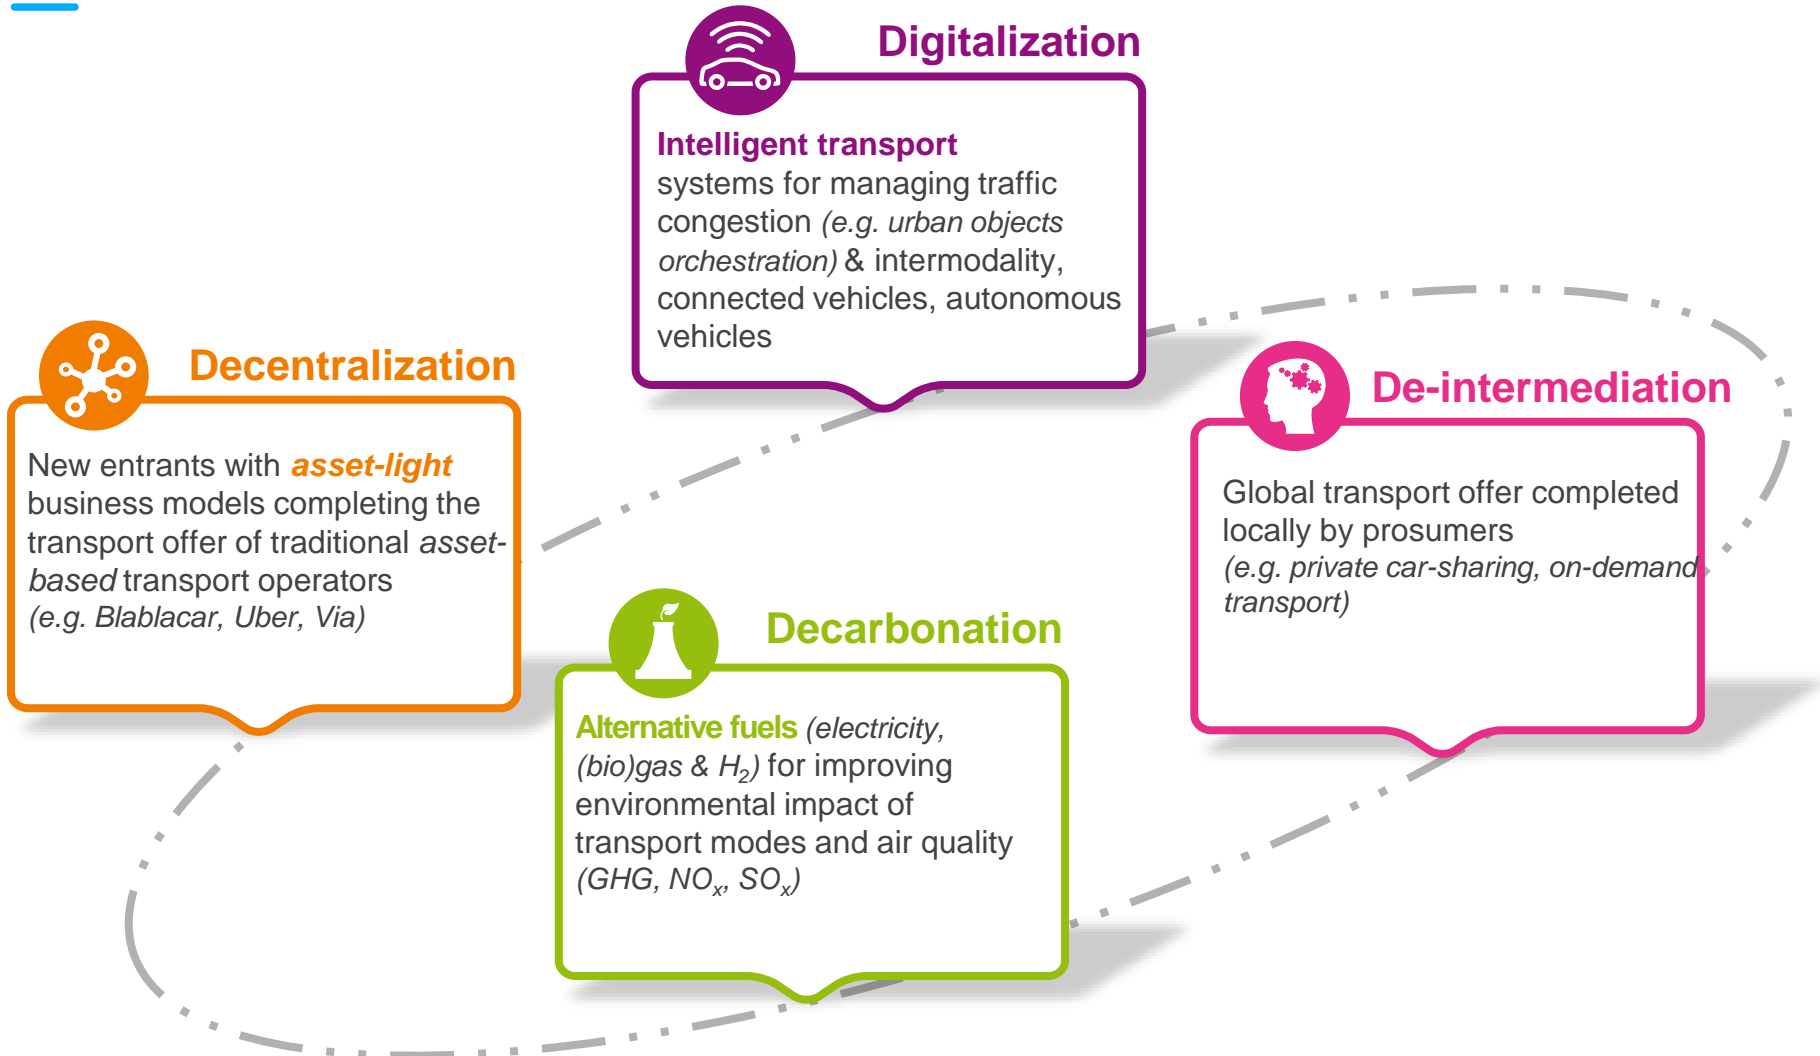 Digitalization
Intelligent transport
systems for managing traffic
congestion (e.g. urban objects
orchestration) & intermodality,
connected vehicles, autonomous
vehicles
Decentralization
New entrants with asset-light
business models completing the
transport offer of traditional asset-
based transport operators
(e.g. Blablacar, Uber, Via)
De-intermediation
Global transport offer completed
locally by prosumers
(e.g. private car-sharing, on-demand
transport)
Decarbonation
Alternative fuels (electricity,
(bio)gas & H₂) for improving
environmental impact of
transport modes and air quality
(GHG, NOₓ, SOₓ)